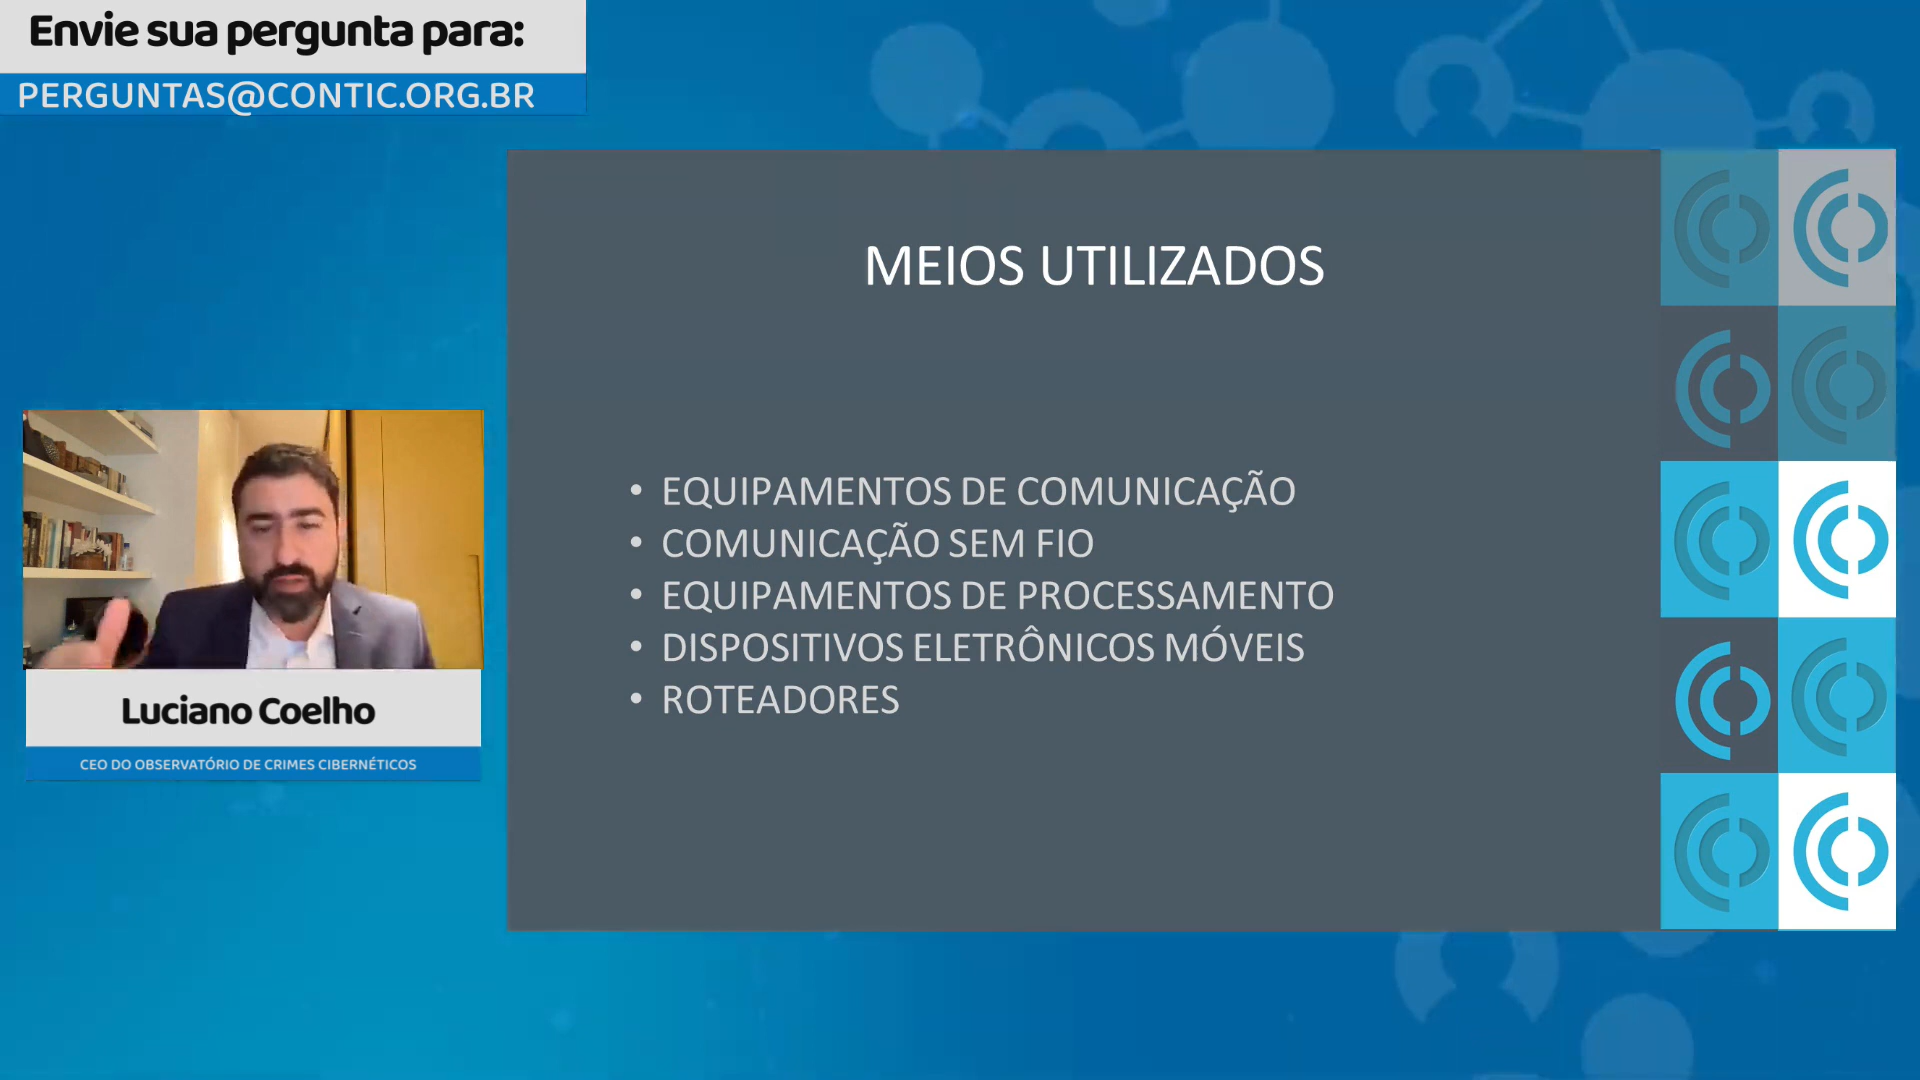 Envie sua pergunta para:
PERGUNTAS@CONTIC.ORG.BR
MEIOS UTILIZADOS
• EQUIPAMENTOS DE COMUNICAÇÃO
• COMUNICAÇÃO SEM FIO
• EQUIPAMENTOS DE PROCESSAMENTO
• DISPOSITIVOS ELETRÔNICOS MÓVEIS
• ROTEADORES
Luciano Coelho
CEO DO OBSERVATÓRIO DE CRIMES CIBERNÉTICOS